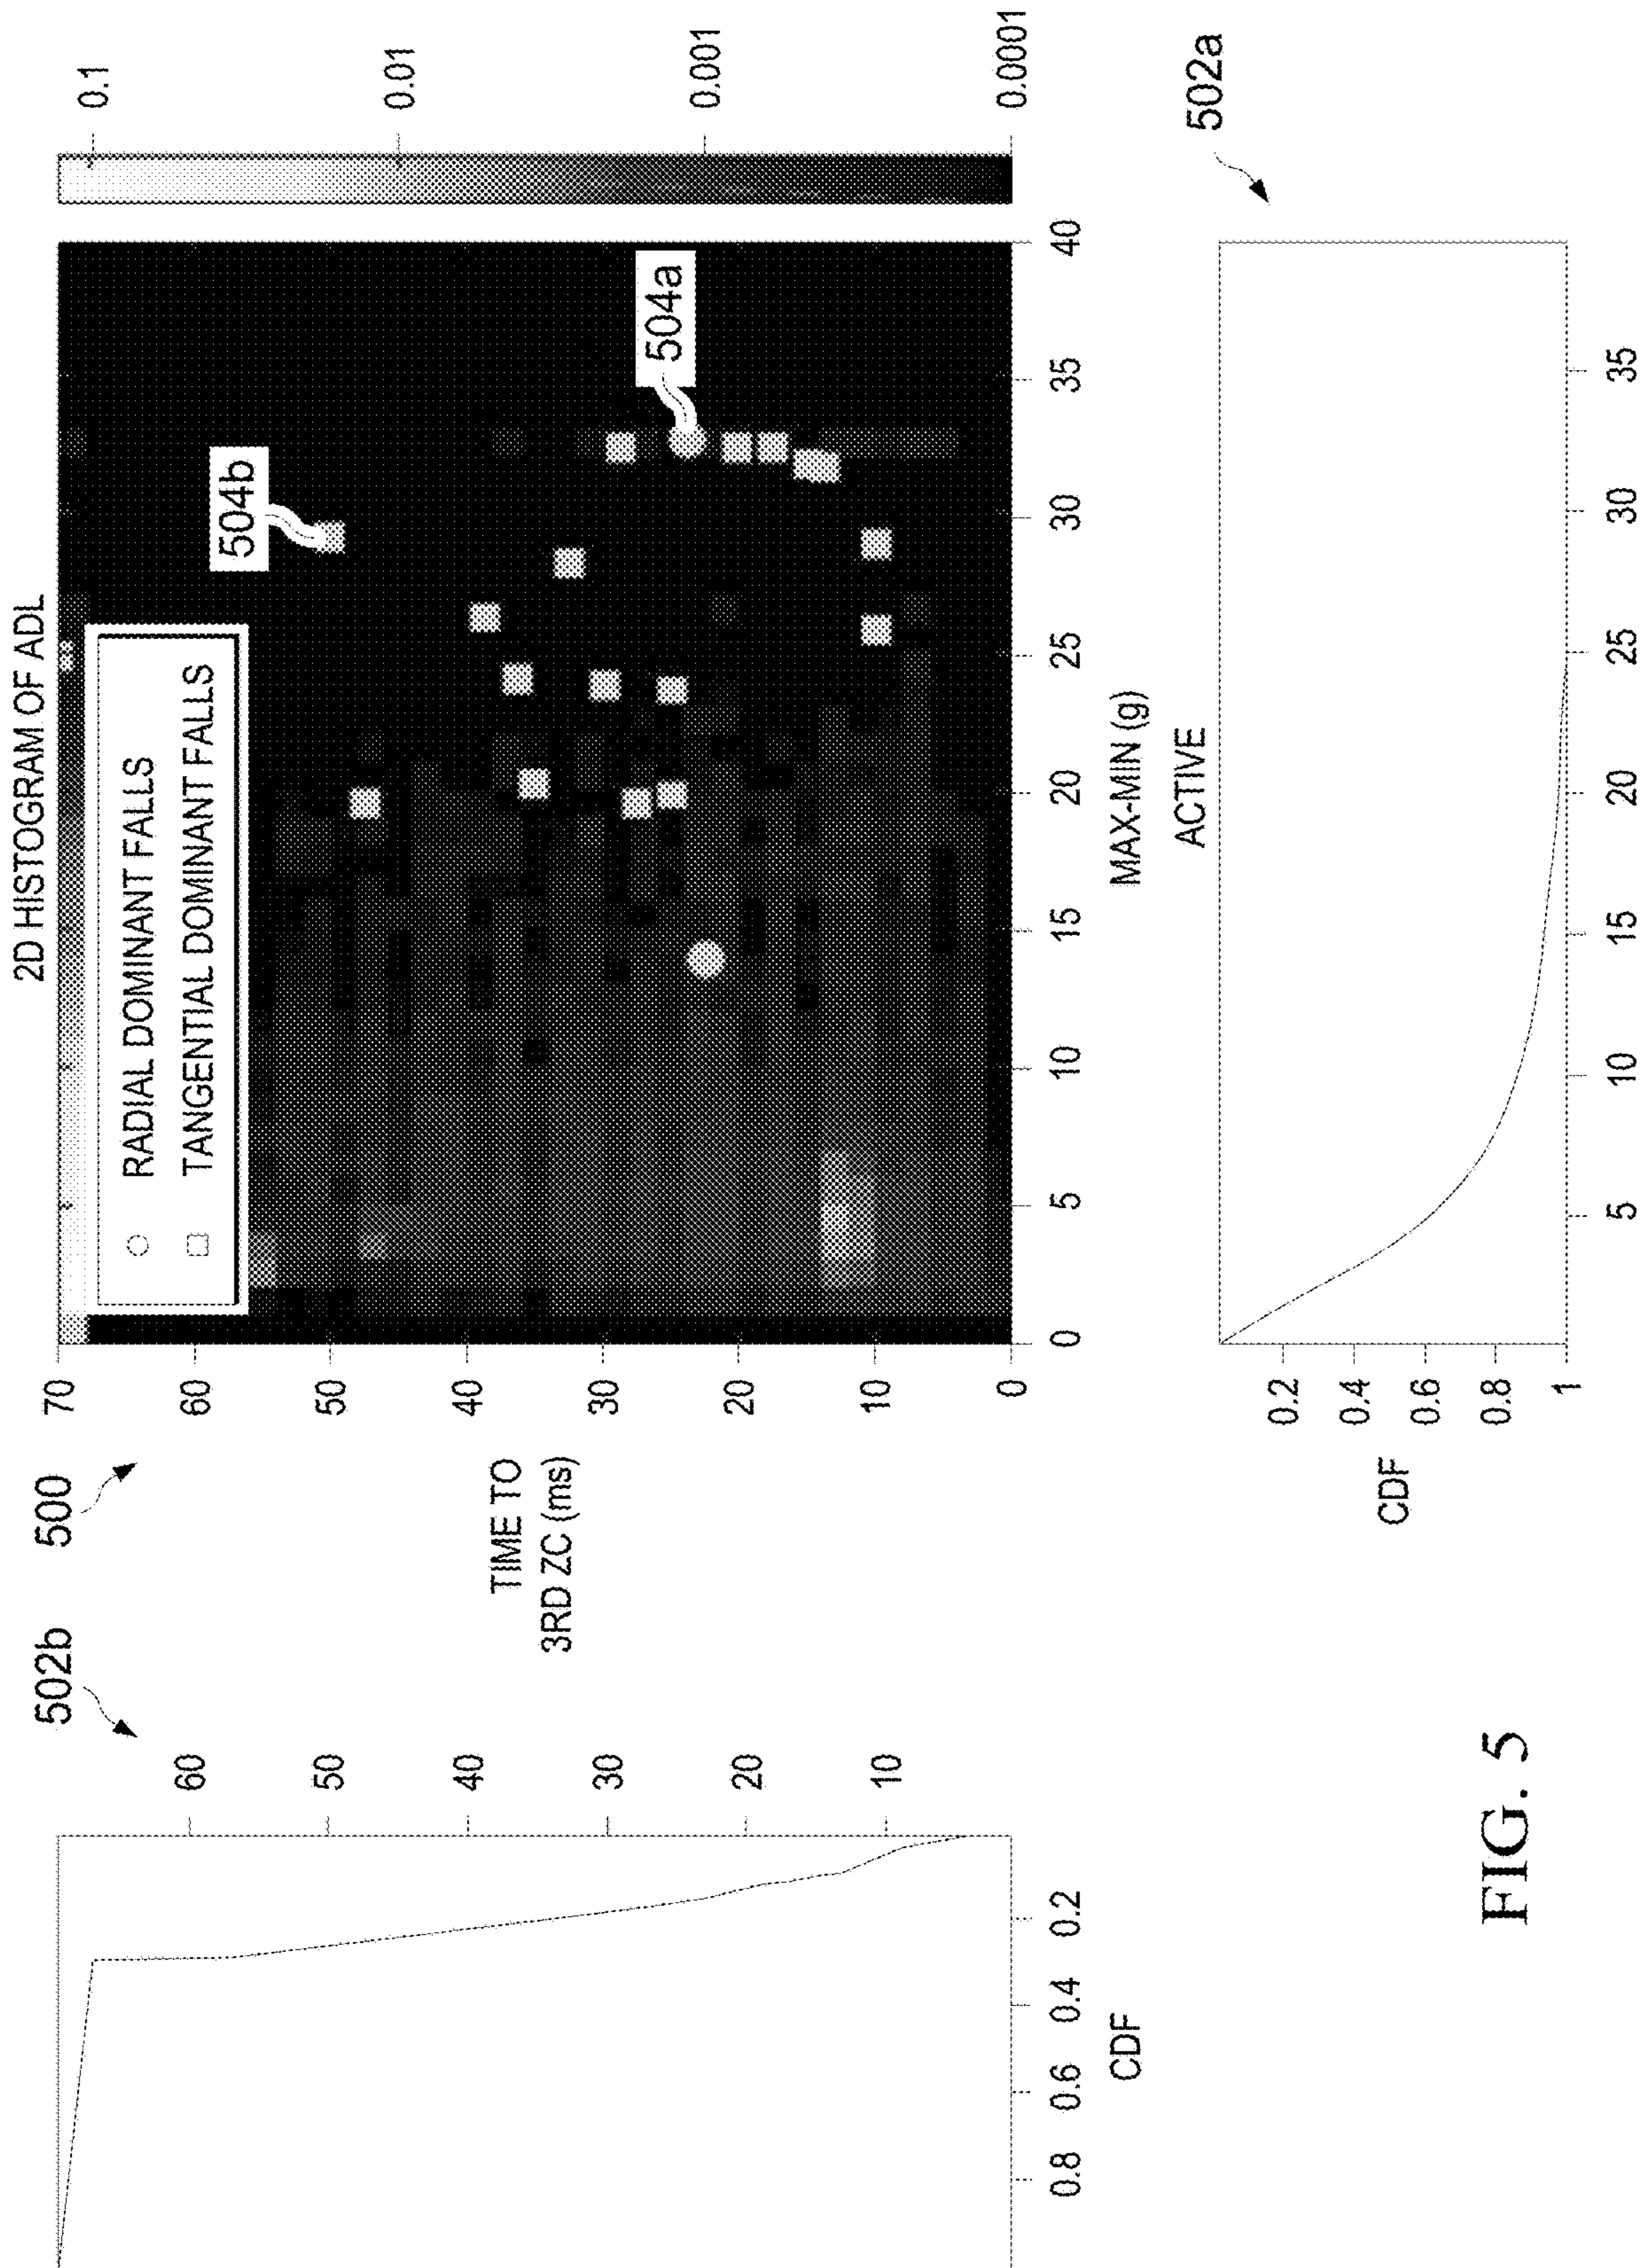 2D HISTOGRAM OF ADL
502b
500
TIME TO
3RD ZC (ms)
70
60
50
40
30
20
10
0
RADIAL DOMINANT FALLS
TANGENTIAL DOMINANT FALLS
504b
504a
0 5 10 15 20 25 30 35 40
MAX-MIN (g)
0.1
0.01
0.001
0.0001
60
50
40
30
20
10
0.8 0.6 0.4 0.2
CDF
ACTIVE
502a
CDF
0.2
0.4
0.6
0.8
1
5 10 15 20 25 30 35
FIG. 5